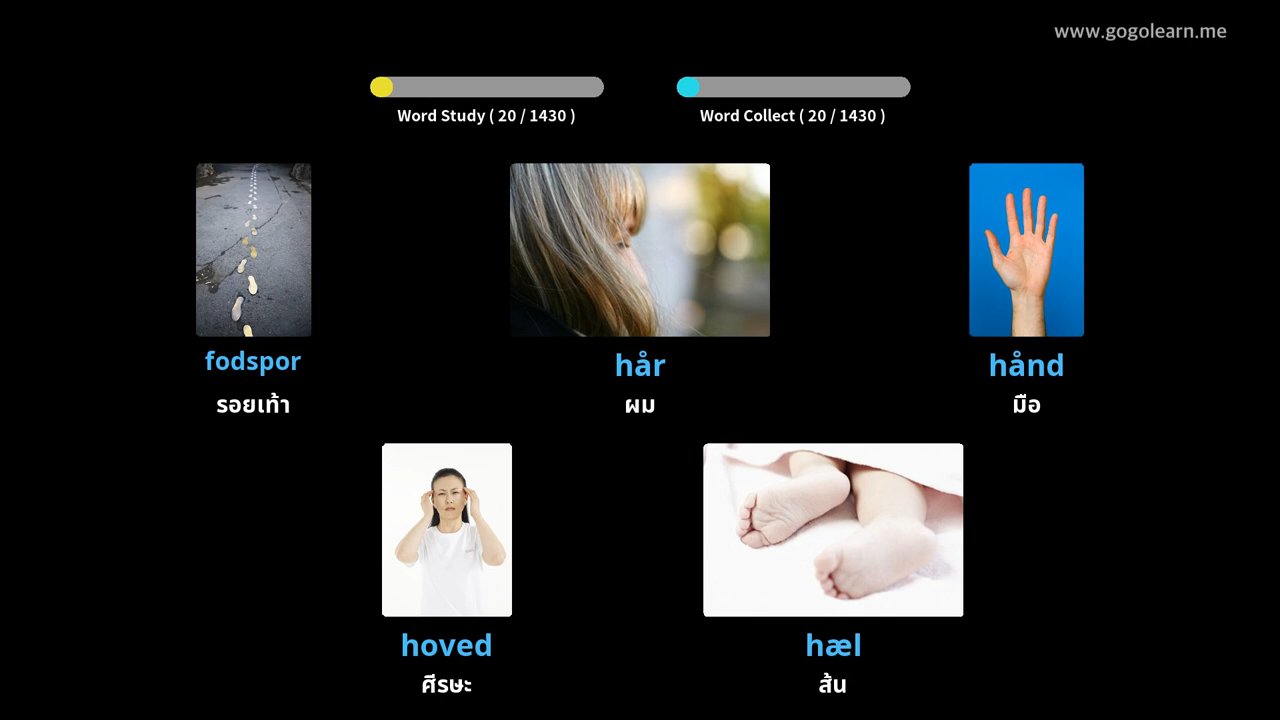 www.gogolearn.me
Word Study ( 20 / 1430 )
Word Collect ( 20 / 1430 )
fodspor
รอยเท้า
hår
ผม
hånd
มือ
hoved
ศีรษะ
hæl
ส้น